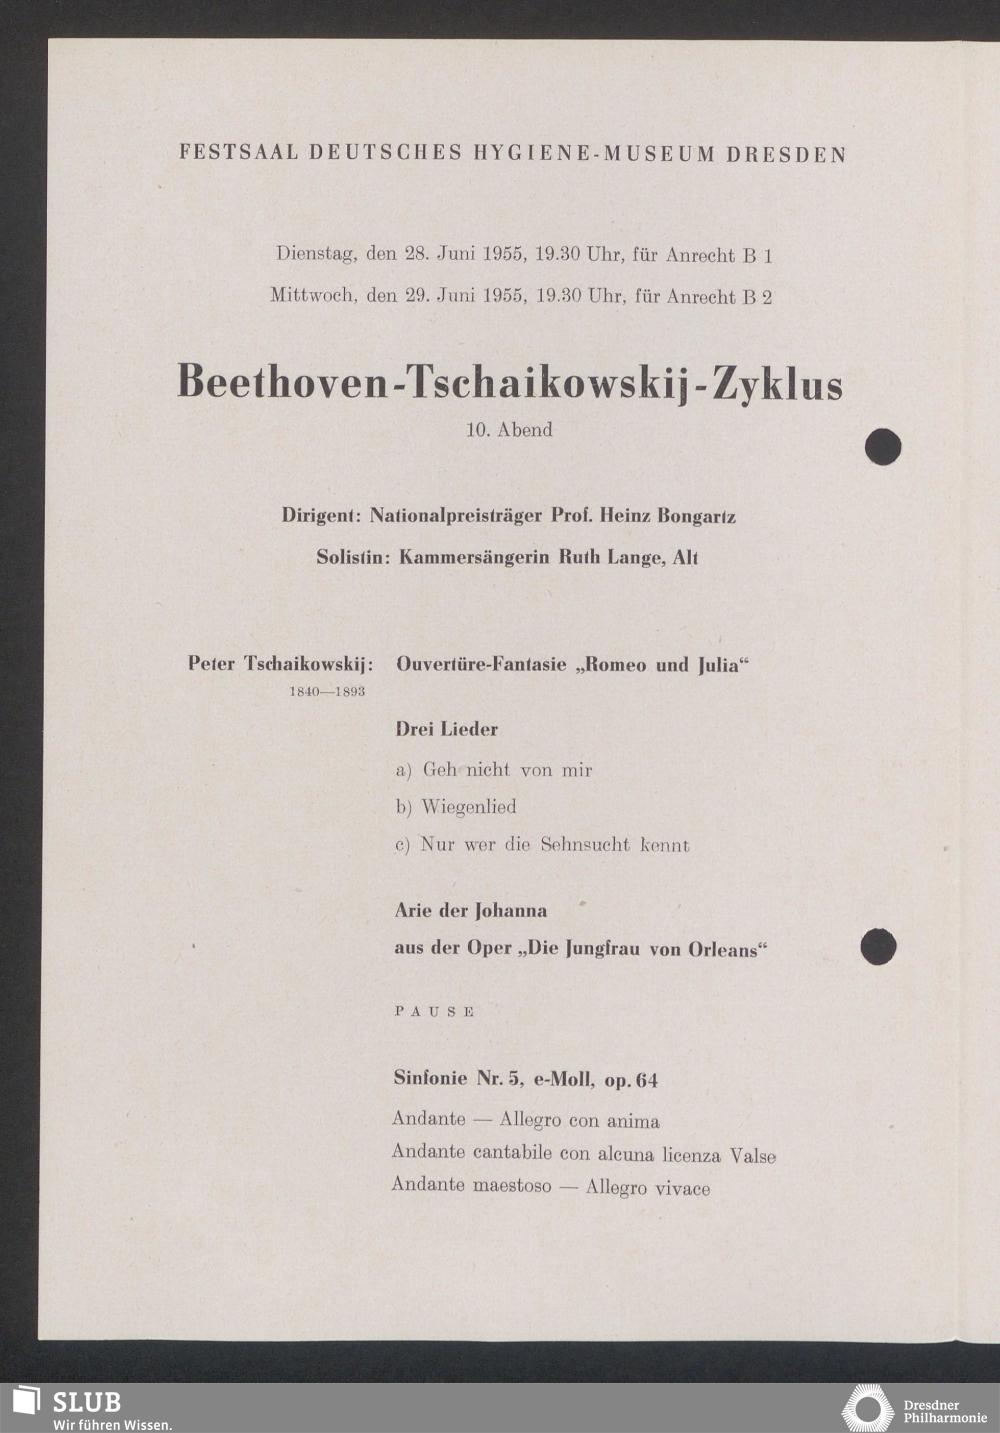 FESTSAAL DEUTSCHES HYGIENE-MUSEUM DRESDEN
Dienstag, den 28. Juni 1955, 19.30 Uhr, für Anrecht B 1
Mittwoch, den 29. Juni 1955, 19.30 Uhr, für Anrecht B 2
Beethoven-Tschaikowskij-Zyklus
10. Abend
Dirigent: Nationalpreisträger Prof. Heinz Bongartz
Solistin: Kammersängerin Ruth Lange, Alt
Peter Tschaikowskij: Ouvertüre-Fantasie „Romeo und Julia“
1840—1893
Drei Lieder
a) Geh nicht von mir
b) Wiegenlied
c) Nur wer die Sehnsucht kennt
Arie der Johanna
aus der Oper „Die Jungfrau von Orleans“
PAUSE
Sinfonie Nr. 5, e-Moll, op. 64
Andante — Allegro con anima
Andante cantabile con alcuna licenza Valse
Andante maestoso — Allegro vivace
SLUB
Wir führen Wissen.
Dresdner
Philharmonie